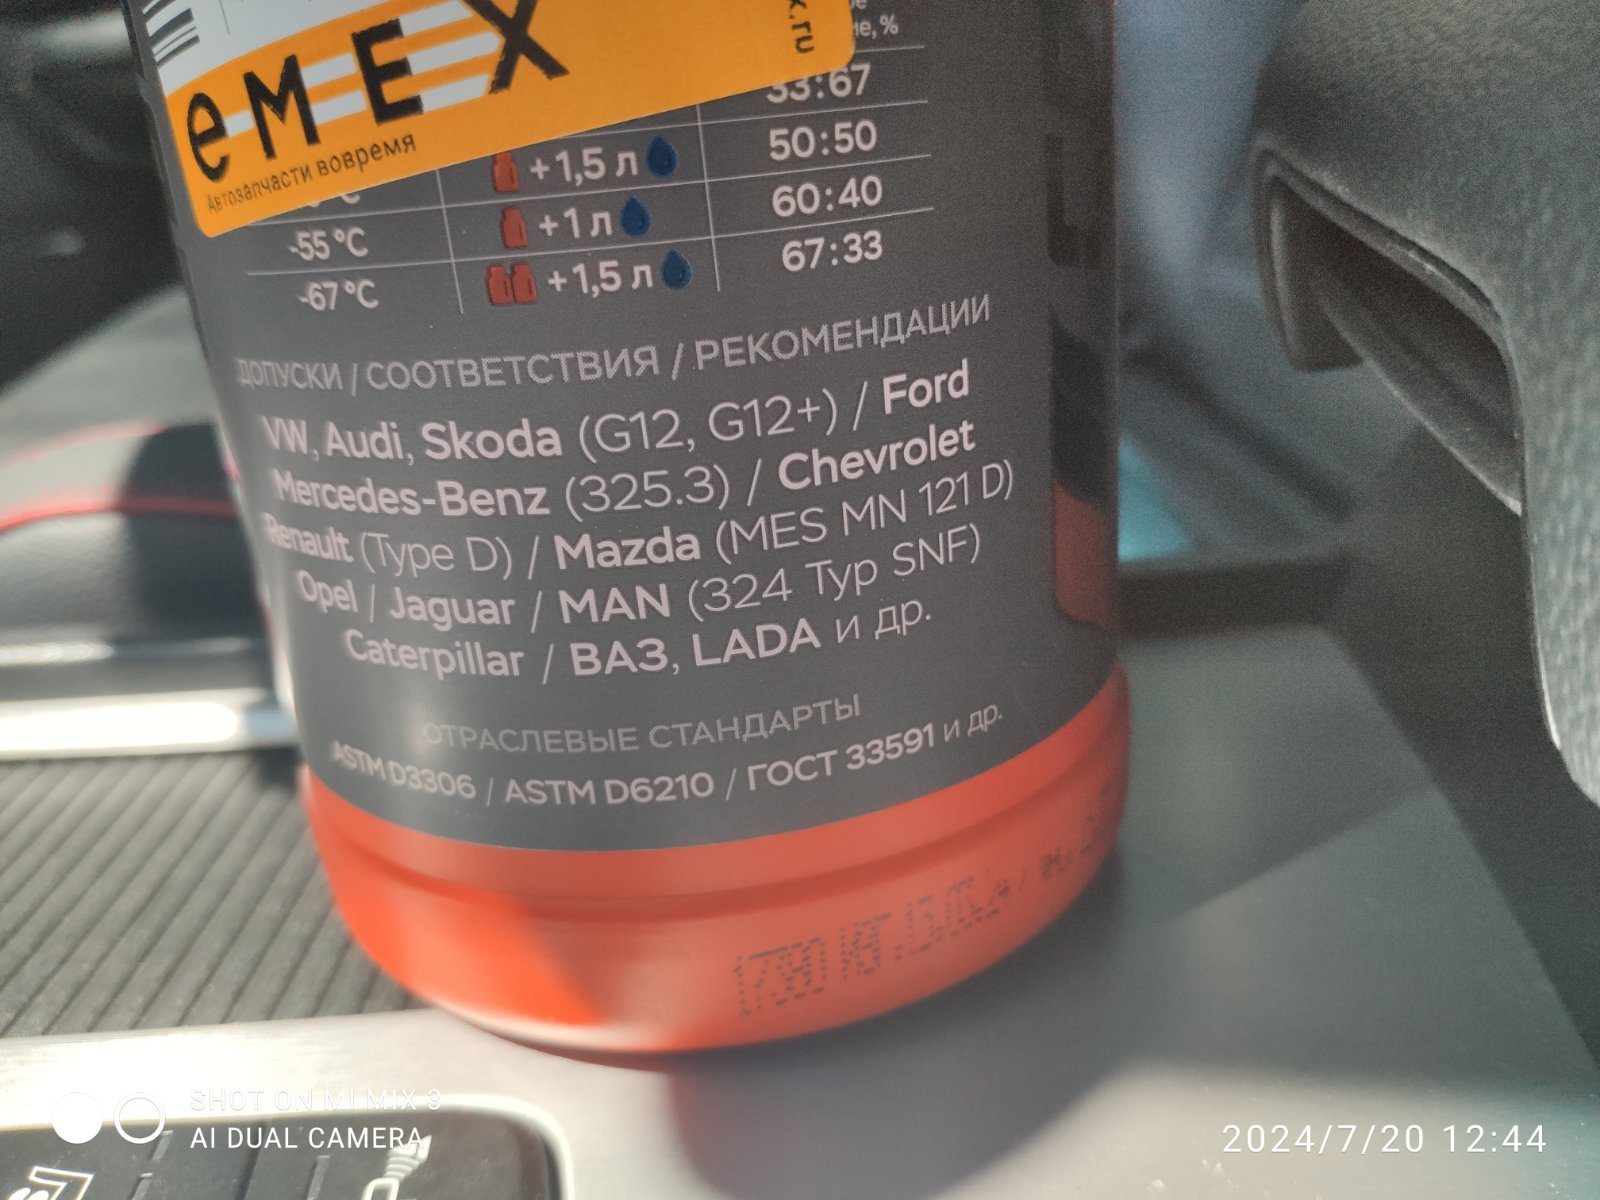 eMEX
Автозапчасти вовремя
.ru
%
33:67
+1,5 л 50:50
-55 °C +1 л 60:40
-67 °C +1,5 л 67:33
ДОПУСКИ / СООТВЕТСТВИЯ / РЕКОМЕНДАЦИИ
VW, Audi, Skoda (G12, G12+) / Ford
Mercedes-Benz (325.3) / Chevrolet
Renault (Type D) / Mazda (MES MN 121 D)
Opel / Jaguar / MAN (324 Typ SNF)
Caterpillar / ВАЗ, LADA и др.
ОТРАСЛЕВЫЕ СТАНДАРТЫ
ASTM D3306 / ASTM D6210 / ГОСТ 33591 и др.
SHOT ON MI MIX 3
AI DUAL CAMERA
2024/7/20 12:44